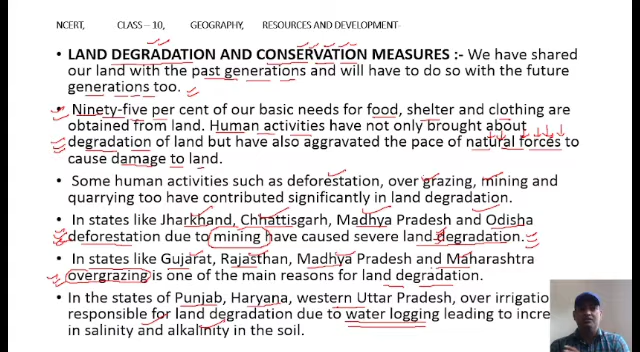 NCERT, CLASS – 10, GEOGRAPHY, RESOURCES AND DEVELOPMENT-
• LAND DEGRADATION AND CONSERVATION MEASURES :- We have shared
our land with the past generations and will have to do so with the future
generations too.
• Ninety-five per cent of our basic needs for food, shelter and clothing are
obtained from land. Human activities have not only brought about
degradation of land but have also aggravated the pace of natural forces to
cause damage to land.
• Some human activities such as deforestation, over grazing, mining and
quarrying too have contributed significantly in land degradation.
• In states like Jharkhand, Chhattisgarh, Madhya Pradesh and Odisha
deforestation due to mining have caused severe land degradation.
• In states like Gujarat, Rajasthan, Madhya Pradesh and Maharashtra
overgrazing is one of the main reasons for land degradation.
• In the states of Punjab, Haryana, western Uttar Pradesh, over irrigation
responsible for land degradation due to water logging leading to
in salinity and alkalinity in the soil.